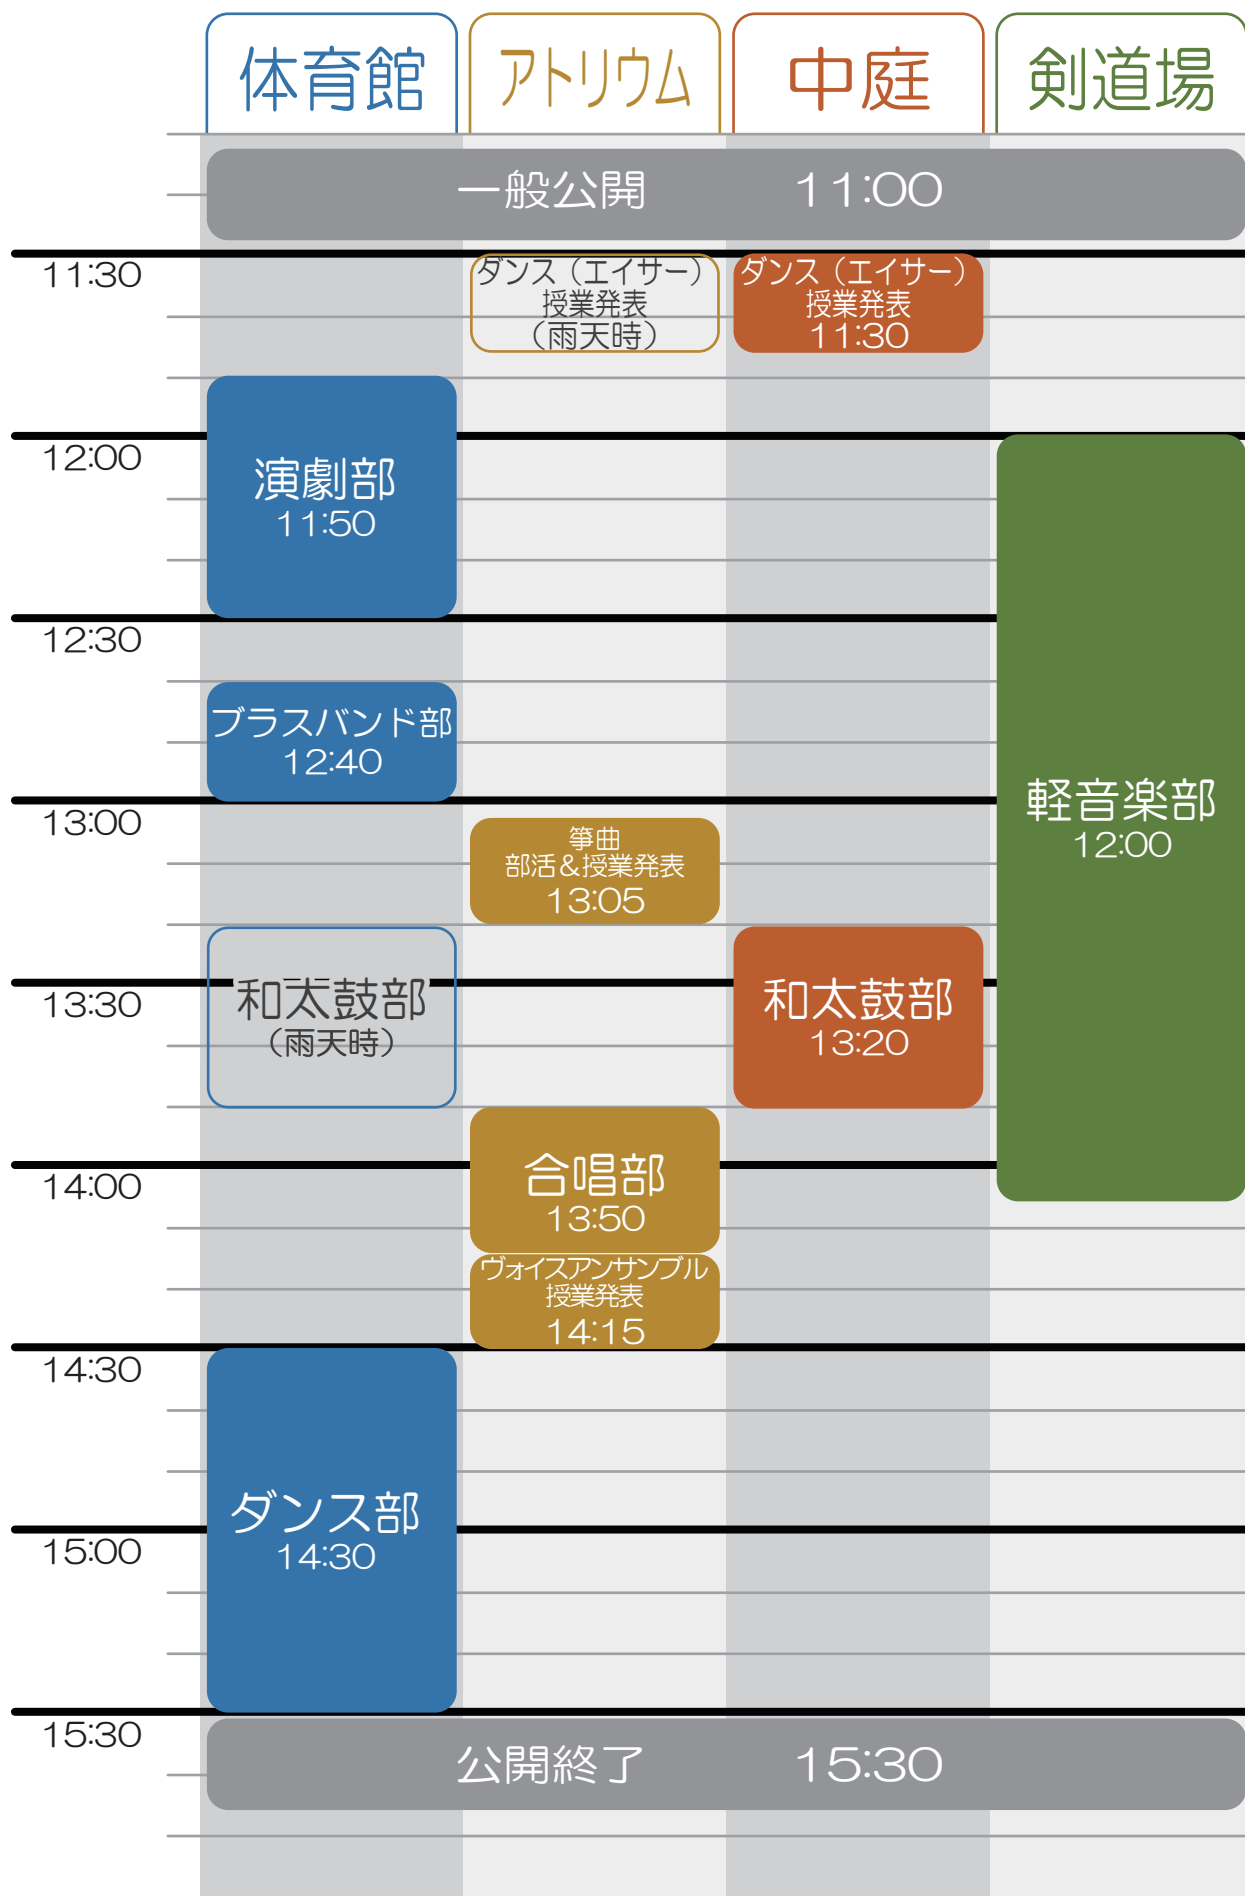 体育館 アトリウム 中庭 剣道場
一般公開 11:00
11:30
ダンス（エイサー）
授業発表
（雨天時）
ダンス（エイサー）
授業発表
11:30
12:00
演劇部
11:50
12:30
ブラスバンド部
12:40
軽音楽部
12:00
13:00
箏曲
部活＆授業発表
13:05
13:30
和太鼓部
（雨天時）
和太鼓部
13:20
14:00
合唱部
13:50
ヴォイスアンサンブル
授業発表
14:15
14:30
ダンス部
14:30
15:00
15:30
公開終了 15:30